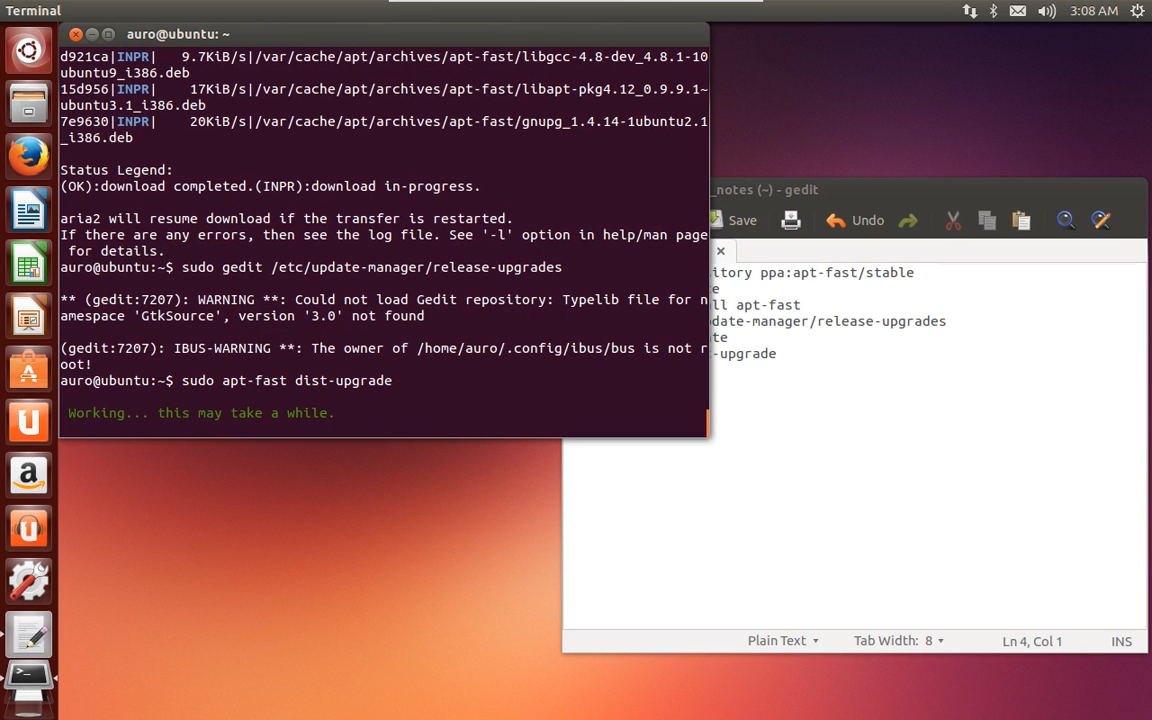 Terminal
3:08 AM
auro@ubuntu: ~
d921ca|INPR|   9.7KiB/s|/var/cache/apt/archives/apt-fast/libgcc-4.8-dev_4.8.1-10
ubuntu9_i386.deb
15d956|INPR|    17KiB/s|/var/cache/apt/archives/apt-fast/libapt-pkg4.12_0.9.9.1~
ubuntu3.1_i386.deb
7e9630|INPR|    20KiB/s|/var/cache/apt/archives/apt-fast/gnupg_1.4.14-1ubuntu2.1
_i386.deb
Status Legend:
(OK):download completed.(INPR):download in-progress.
aria2 will resume download if the transfer is restarted.
If there are any errors, then see the log file. See '-l' option in help/man page
 for details.
auro@ubuntu:~$ sudo gedit /etc/update-manager/release-upgrades
** (gedit:7207): WARNING **: Could not load Gedit repository: Typelib file for n
amespace 'GtkSource', version '3.0' not found
(gedit:7207): IBUS-WARNING **: The owner of /home/auro/.config/ibus/bus is not r
oot!
auro@ubuntu:~$ sudo apt-fast dist-upgrade
Working... this may take a while.
_notes (~) - gedit
Save
Undo
itory ppa:apt-fast/stable
e
ll apt-fast
pdate-manager/release-upgrades
te
-upgrade
Plain Text
Tab Width: 8
Ln 4, Col 1
INS